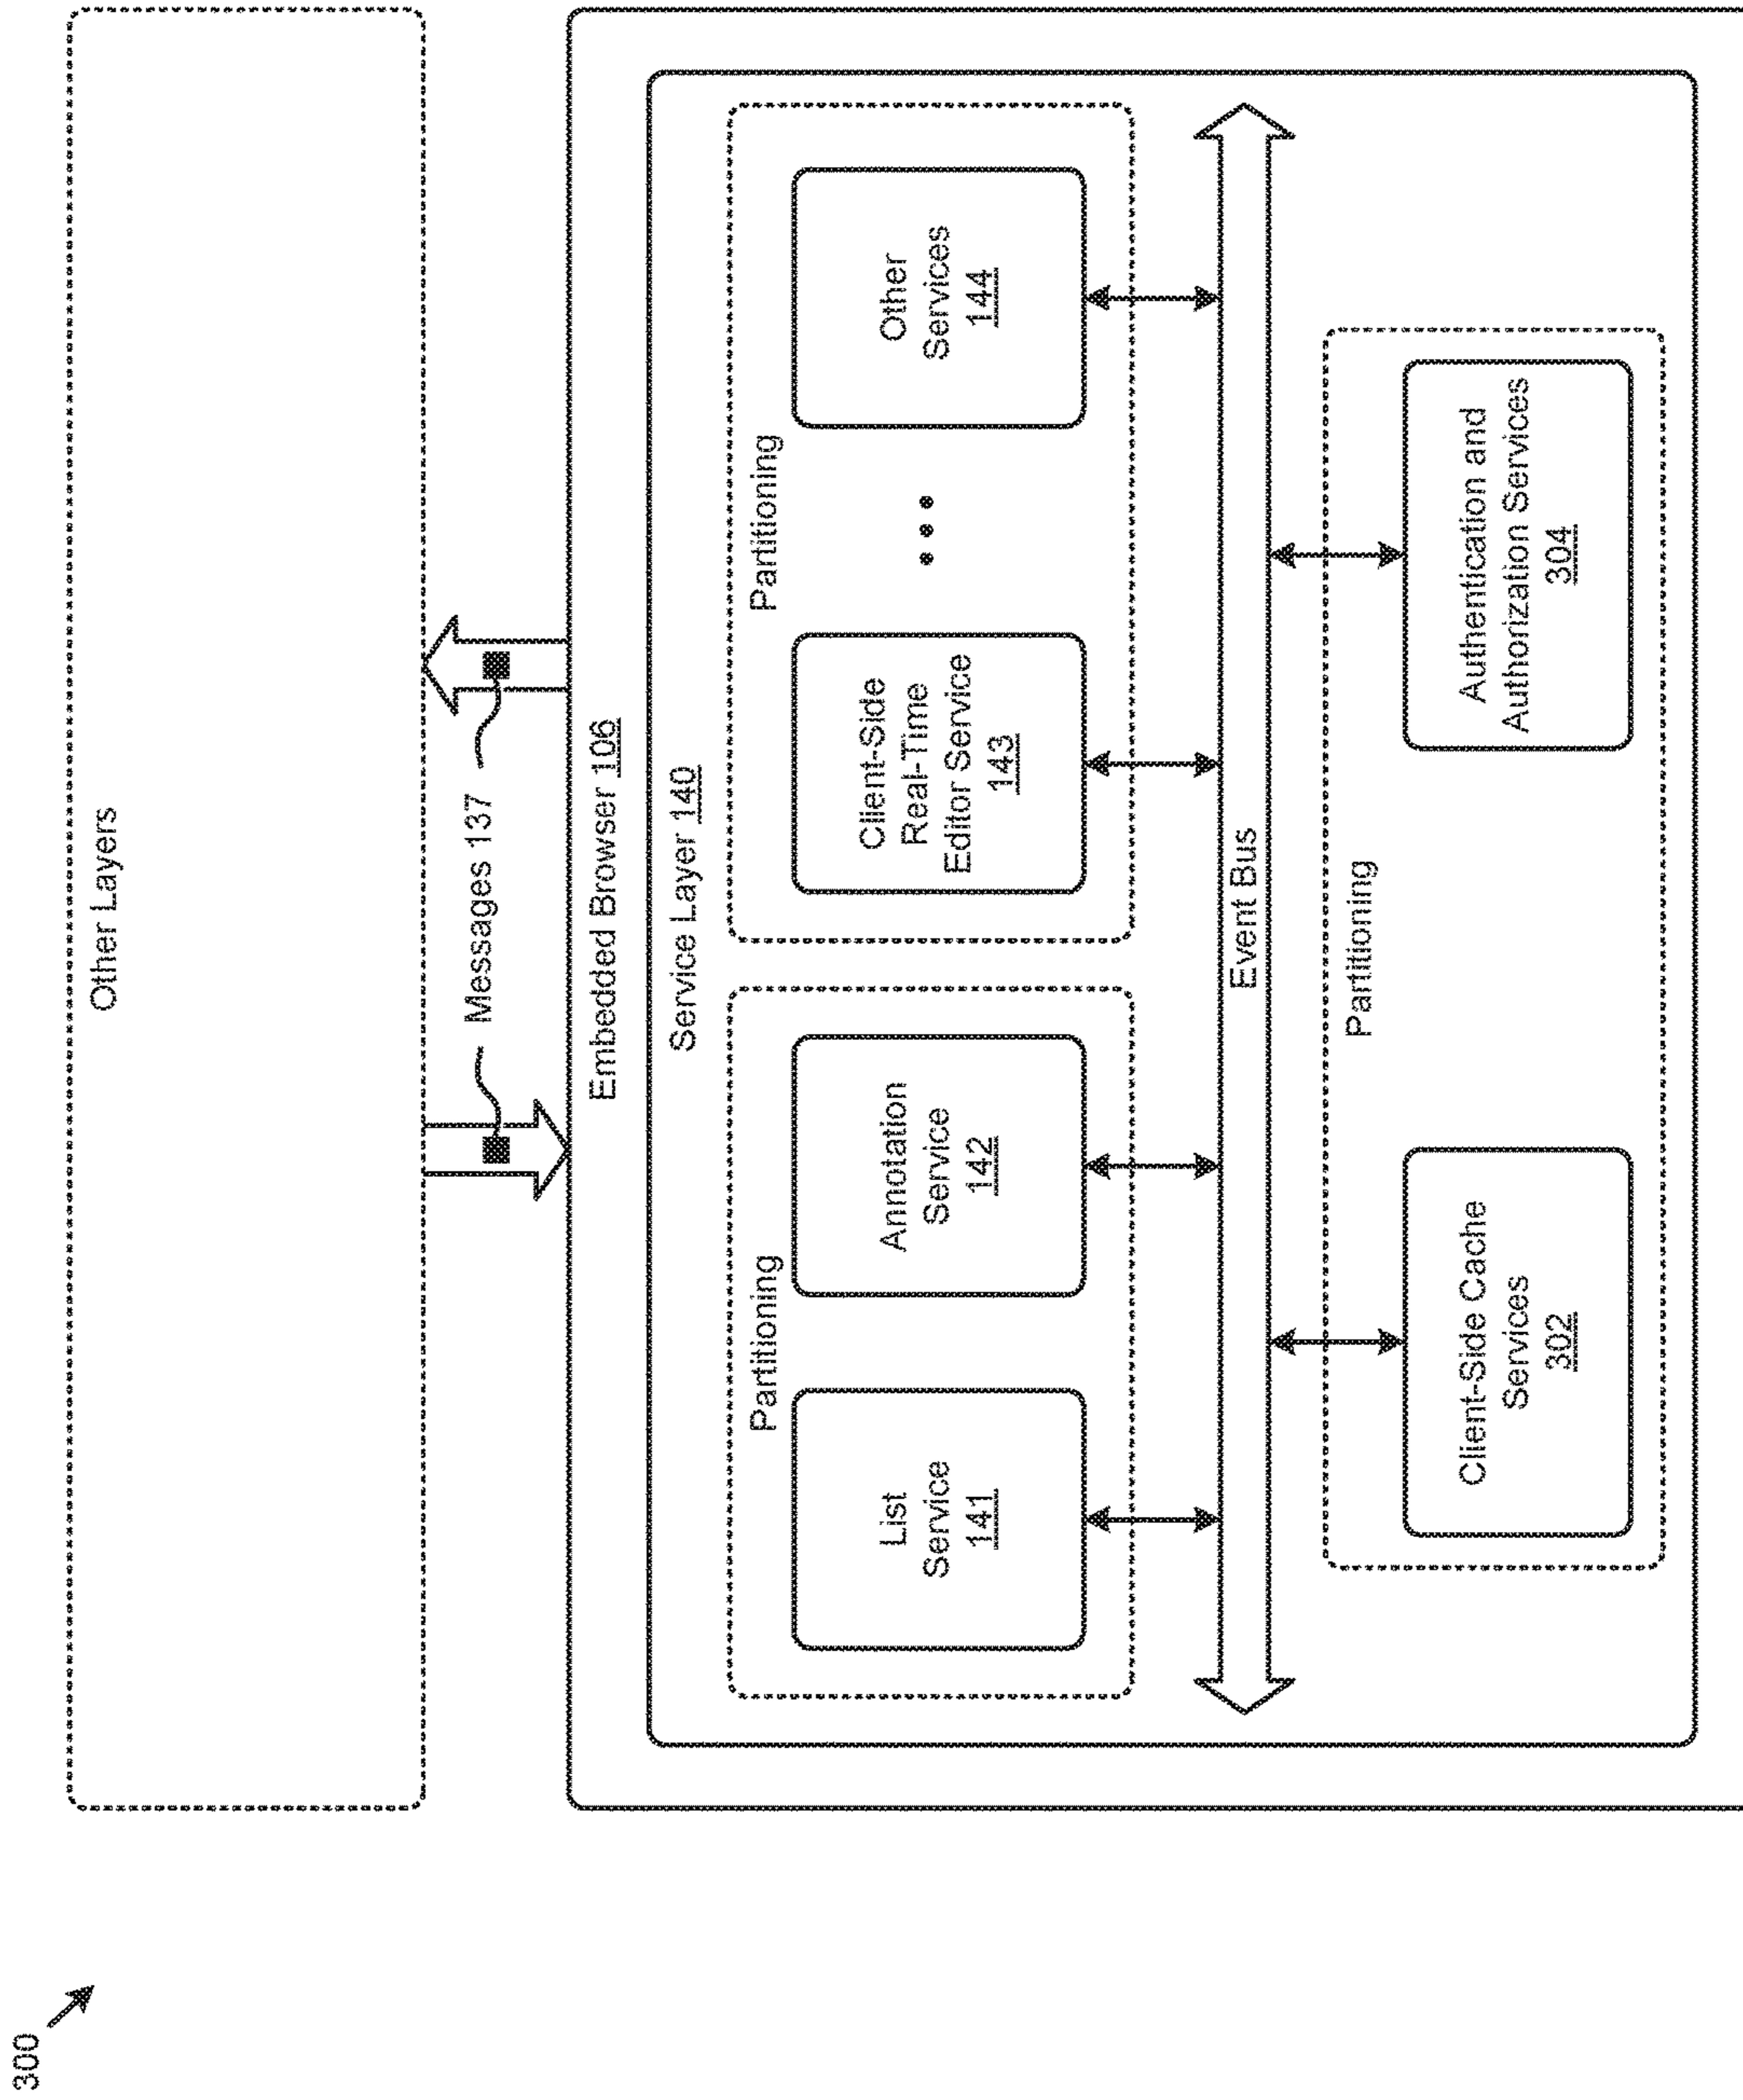 300
Other Layers
Messages 137
Embedded Browser 106
Service Layer 140
Partitioning
List
Service
141
Annotation
Service
142
Partitioning
Client-Side
Real-Time
Editor Service
143
Other
Services
144
Event Bus
Partitioning
Client-Side Cache
Services
302
Authentication and
Authorization Services
304